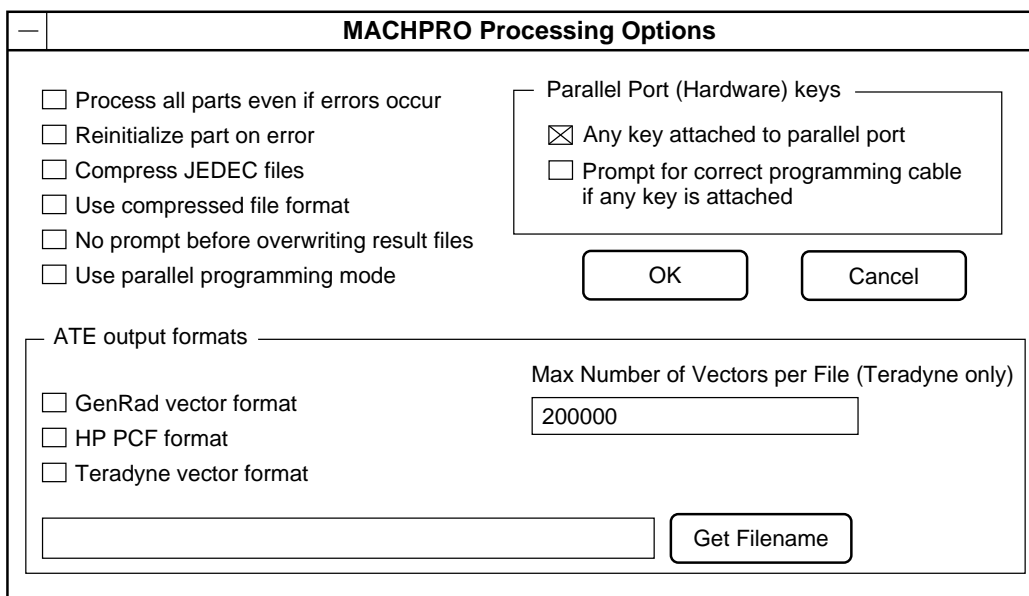 MACHPRO Processing Options
Process all parts even if errors occur
Reinitialize part on error
Compress JEDEC files
Use compressed file format
No prompt before overwriting result files
Use parallel programming mode
Parallel Port (Hardware) keys
Any key attached to parallel port
Prompt for correct programming cable
if any key is attached
OK
Cancel
ATE output formats
GenRad vector format
HP PCF format
Teradyne vector format
Max Number of Vectors per File (Teradyne only)
200000
Get Filename